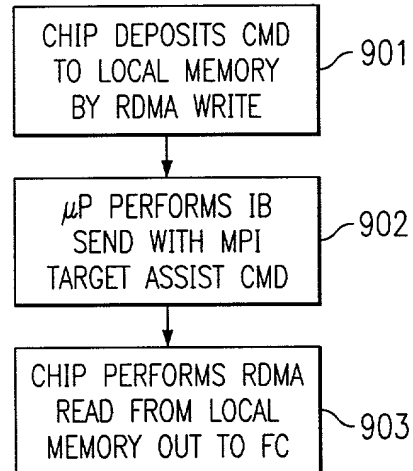 CHIP DEPOSITS CMD
TO LOCAL MEMORY
BY RDMA WRITE
901
μP PERFORMS IB
SEND WITH MPI
TARGET ASSIST CMD
902
CHIP PERFORMS RDMA
READ FROM LOCAL
MEMORY OUT TO FC
903